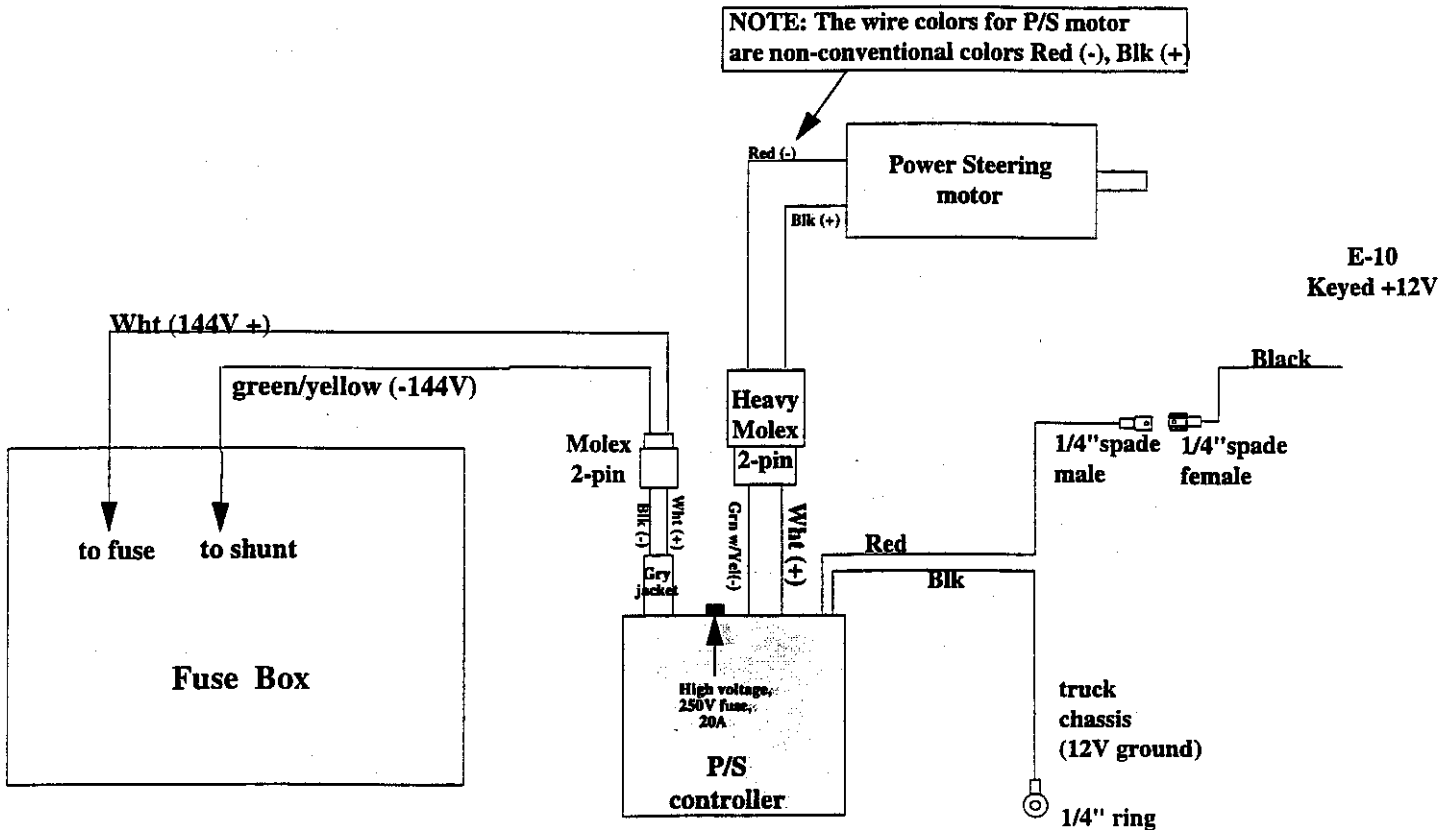 NOTE: The wire colors for P/S motor
are non-conventional colors Red (-), Blk (+)
Red (-)
Blk (+)
Power Steering
motor
E-10
Keyed +12V
Wht (144V +)
green/yellow (-144V)
Black
Heavy
Molex
2-pin
Molex
2-pin
1/4"spade
male
1/4"spade
female
Blk (-)
Wht (+)
Grn w/Yel(-)
Wht (+)
to fuse
to shunt
Red
Blk
Gry
jacket
Fuse Box
High voltage,
250V fuse,
20A
P/S
controller
truck
chassis
(12V ground)
1/4" ring